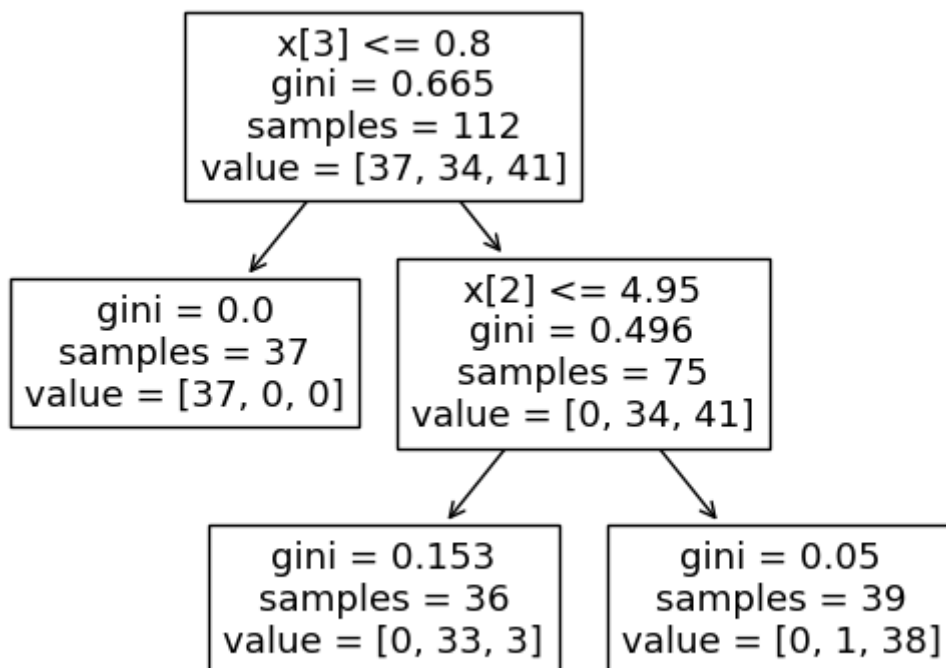 x[3] <= 0.8
gini = 0.665
samples = 112
value = [37, 34, 41]
gini = 0.0
samples = 37
value = [37, 0, 0]
x[2] <= 4.95
gini = 0.496
samples = 75
value = [0, 34, 41]
gini = 0.153
samples = 36
value = [0, 33, 3]
gini = 0.05
samples = 39
value = [0, 1, 38]